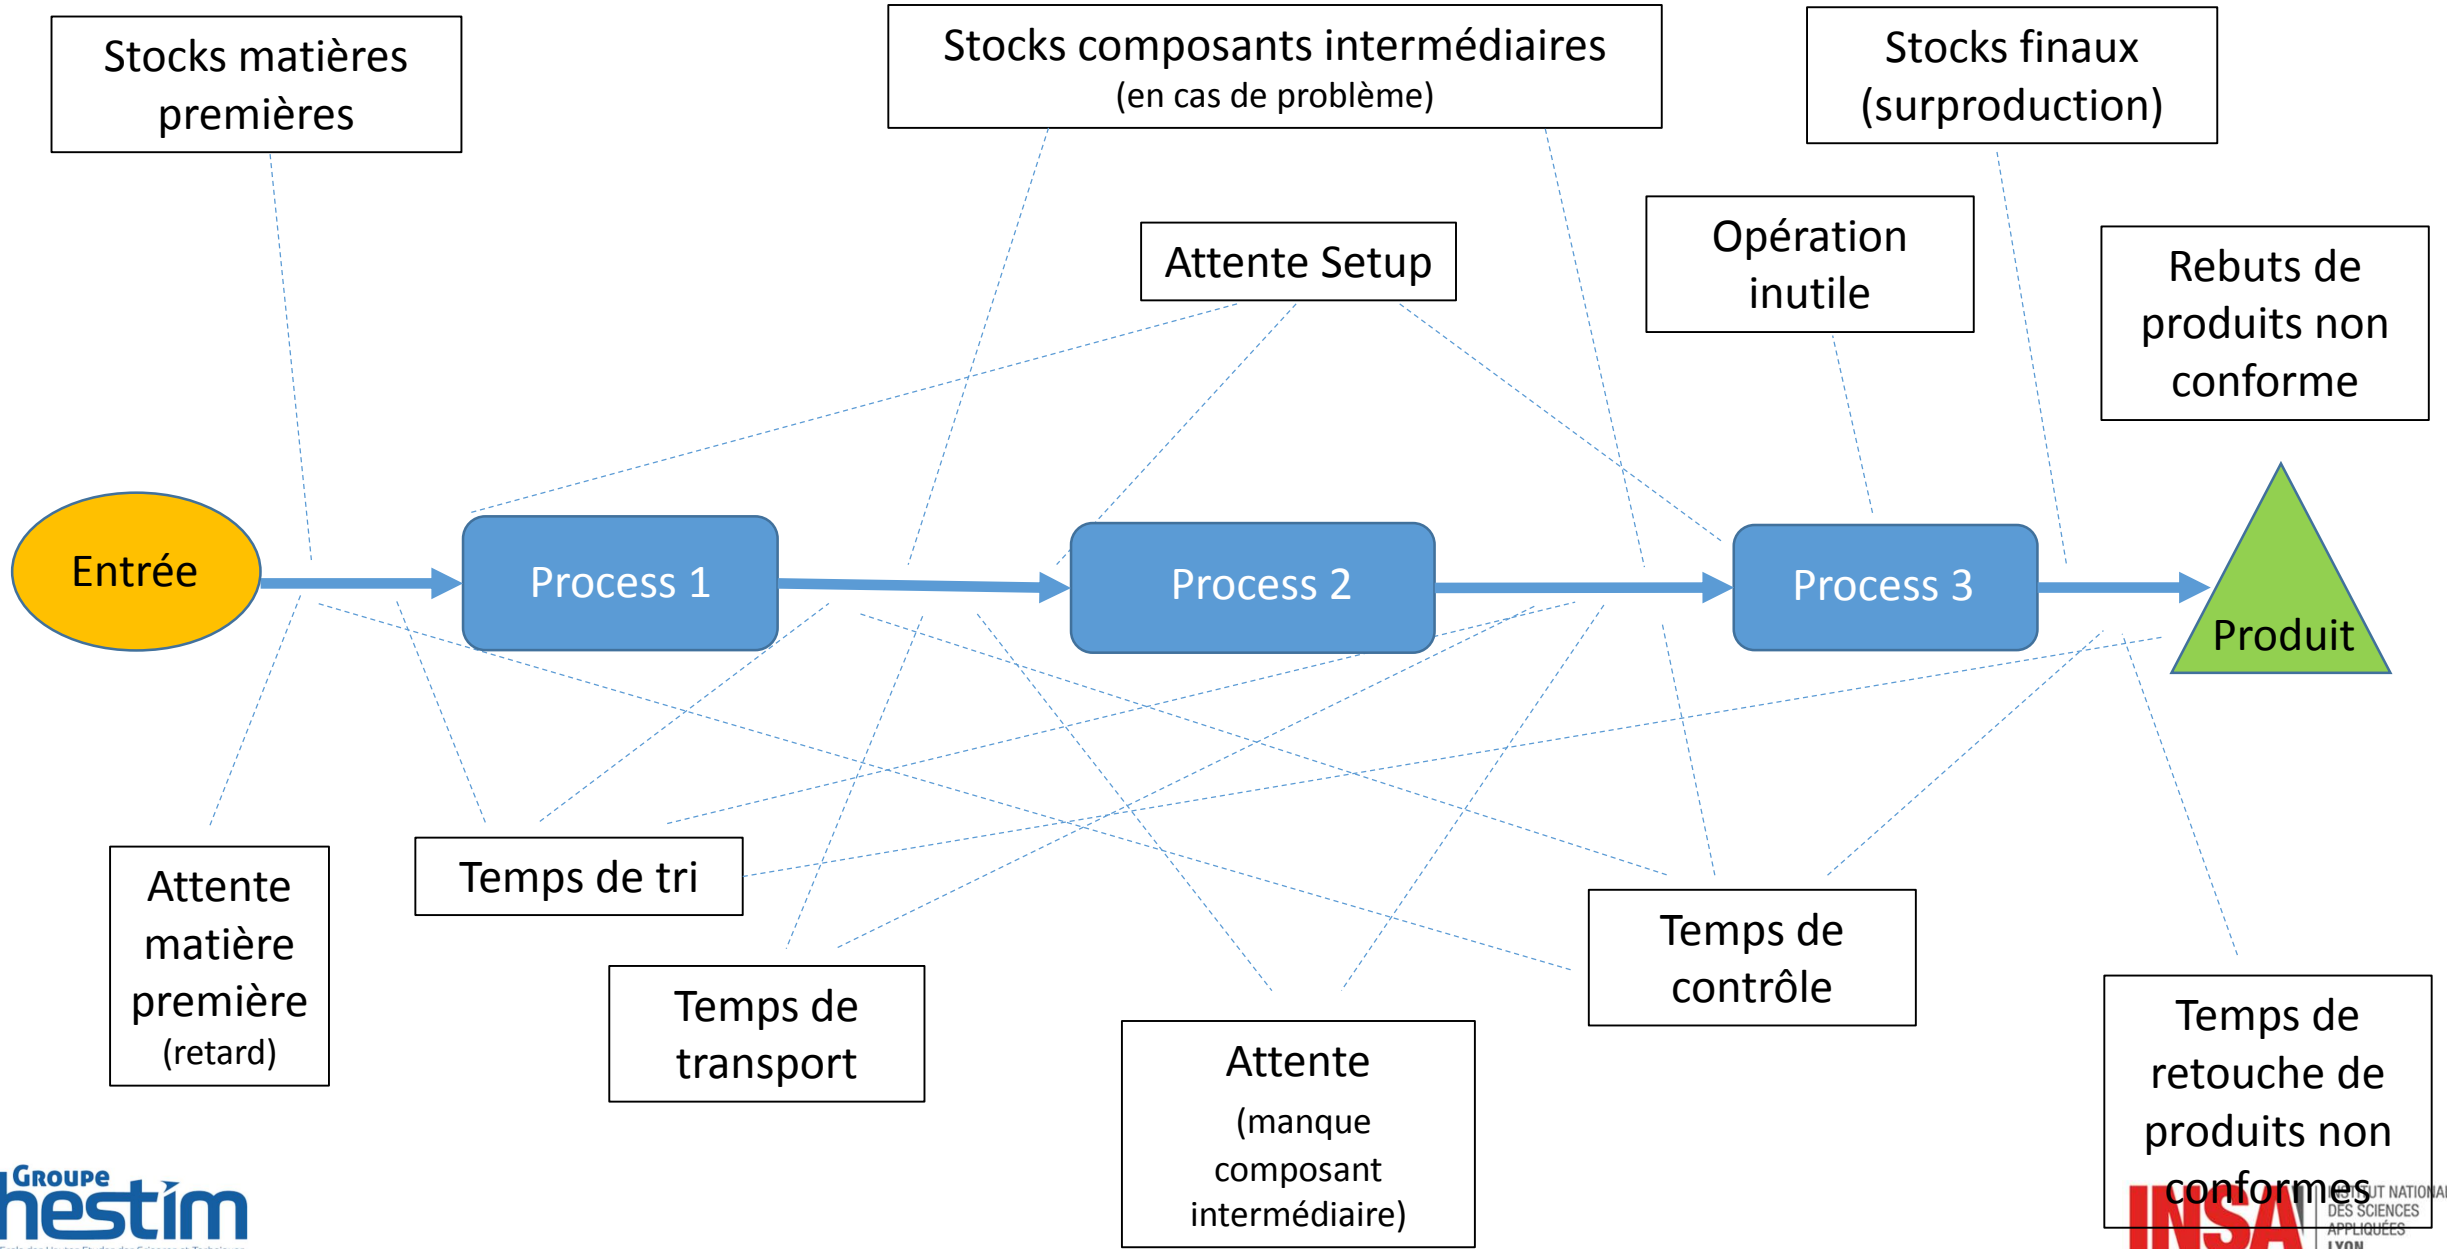 Stocks matières
premières
Stocks composants intermédiaires
(en cas de problème)
Stocks finaux
(surproduction)
Attente Setup
Opération
inutile
Rebuts de
produits non
conforme
Entrée
Process 1
Process 2
Process 3
Produit
Attente
matière
première
(retard)
Temps de tri
Temps de
transport
Attente
(manque
composant
intermédiaire)
Temps de
contrôle
Temps de
retouche de
produits non
conformes
GROUPE
hestim
INSA
INSTITUT NATIONAL
DES SCIENCES
APPLIQUÉES
LYON